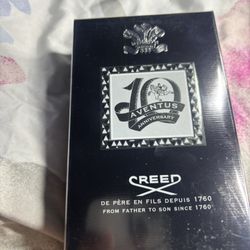 10
AVENTUS
ANNIVERSARY
CREED
DE PÈRE EN FILS DEPUIS 1760
FROM FATHER TO SON SINCE 1760